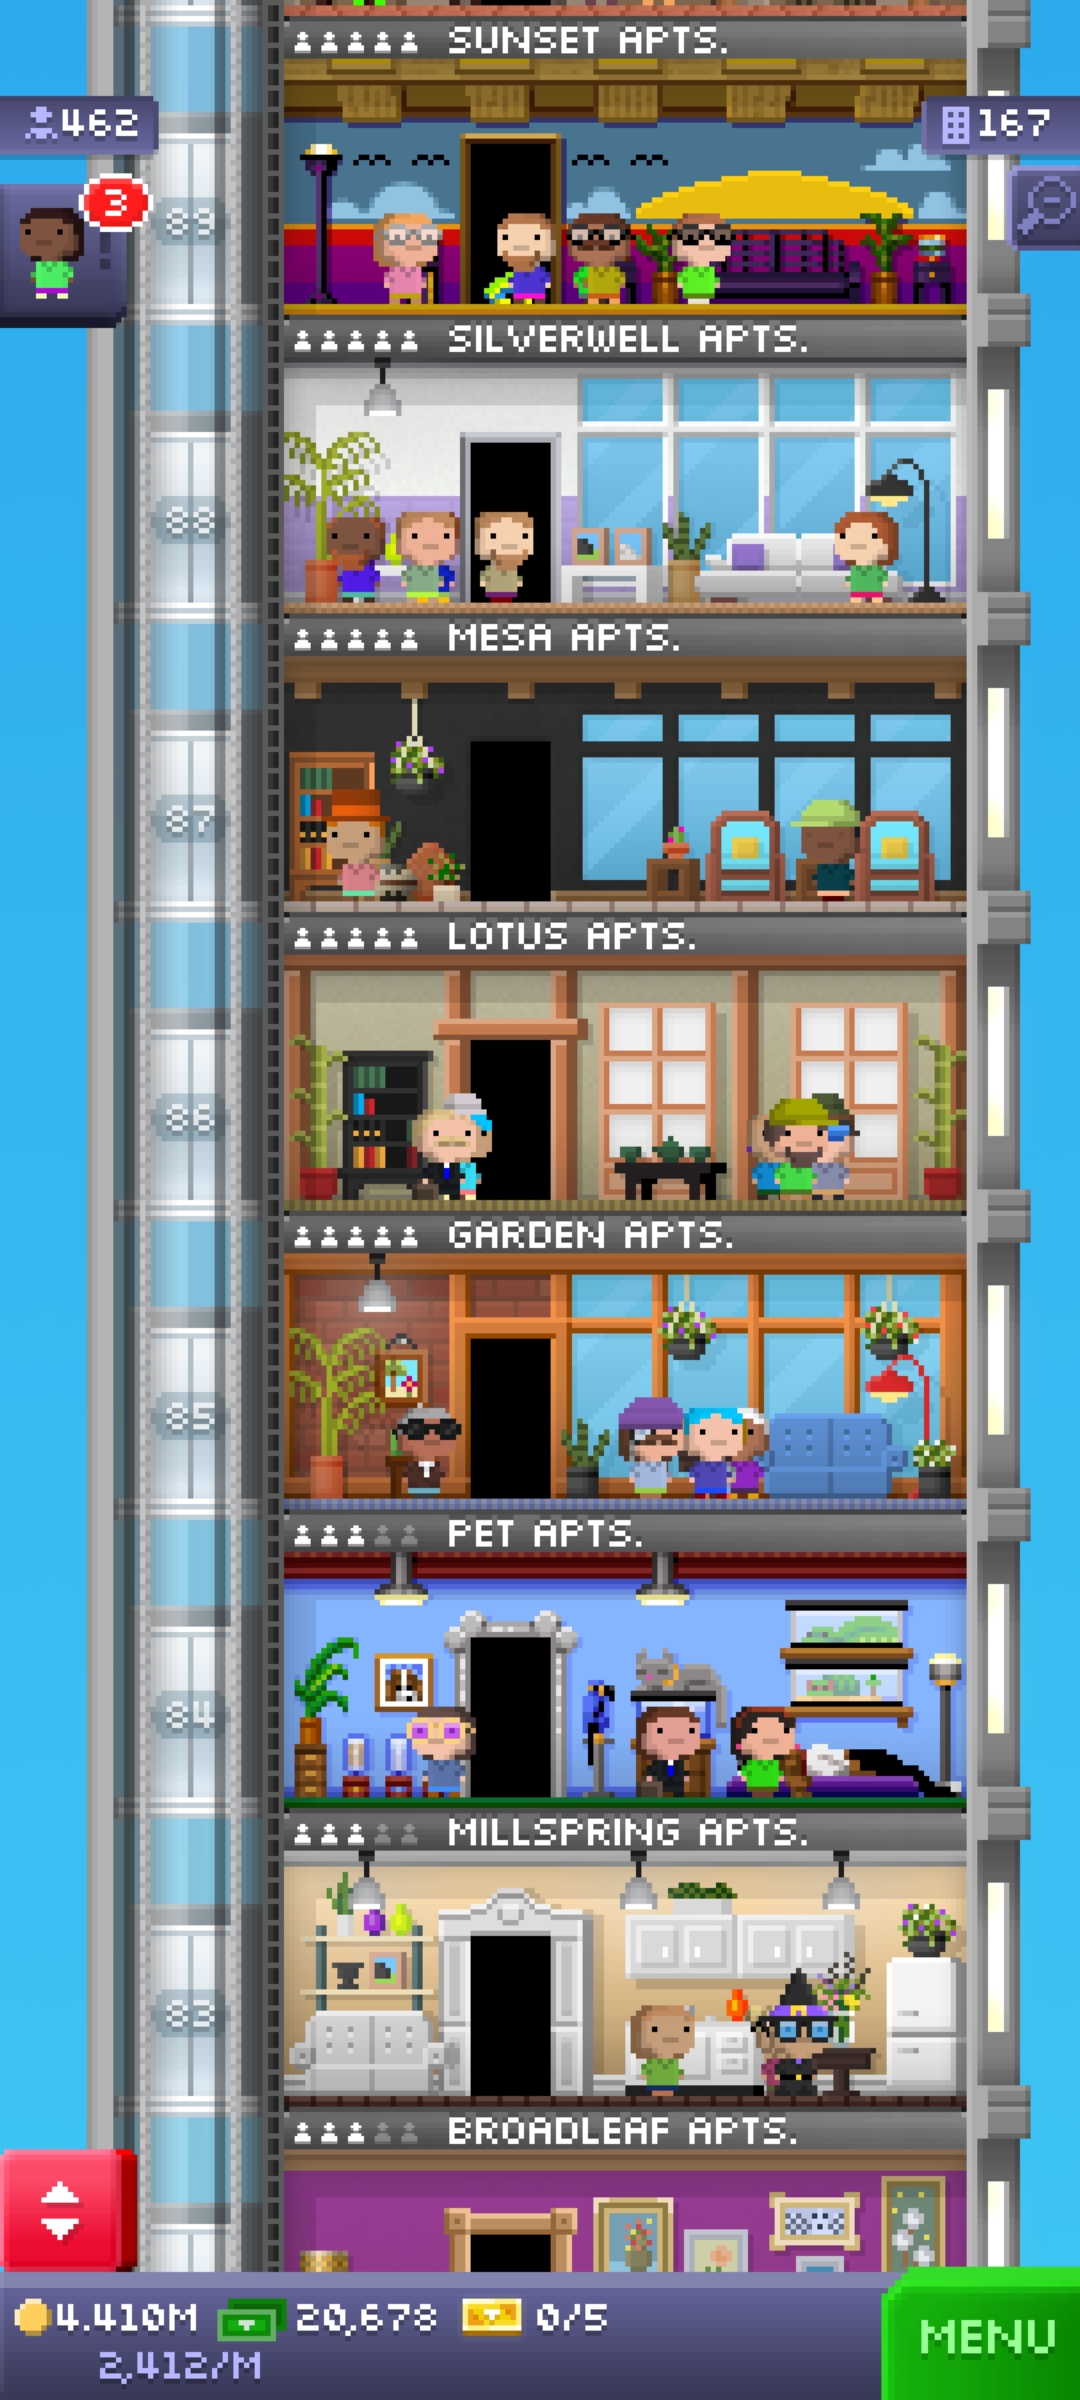 SUNSET APTS.
462
167
3
89
SILVERWELL APTS.
88
MESA APTS.
87
LOTUS APTS.
86
GARDEN APTS.
85
PET APTS.
84
MILLSPRING APTS.
83
BROADLEAF APTS.
4.410M 20,678 0/5
2,412/M
MENU